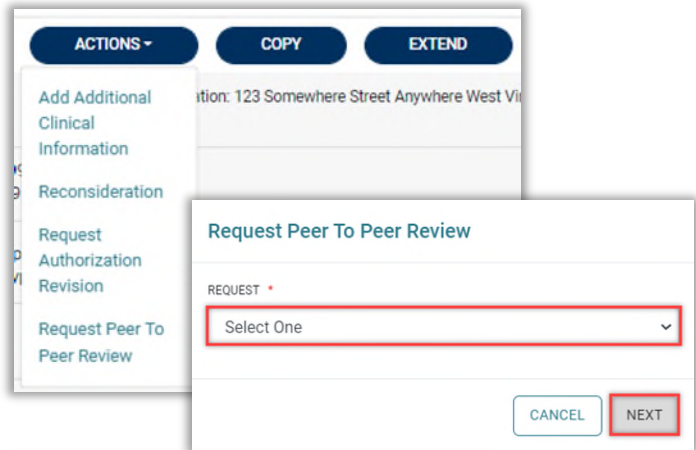 ACTIONS COPY EXTEND
Add Additional
Clinical
Information
Reconsideration
Request
Authorization
Revision
Request Peer To
Peer Review
ation: 123 Somewhere Street Anywhere West Vi
Request Peer To Peer Review
REQUEST *
Select One
CANCEL NEXT